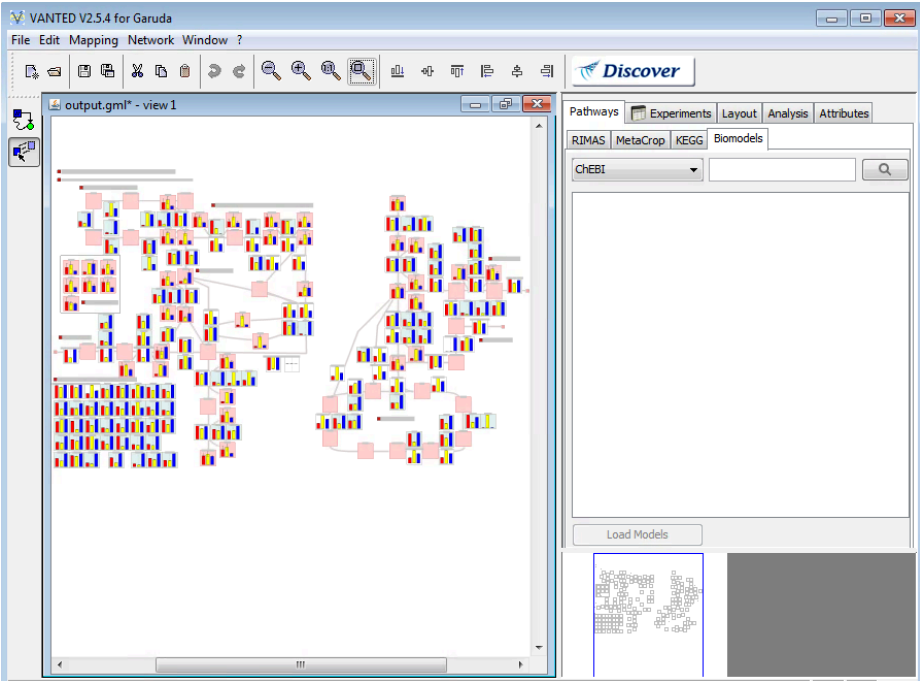 VANTED V2.5.4 for Garuda
File Edit Mapping Network Window ?
Discover
output.gml* - view 1
Pathways Experiments Layout Analysis Attributes
RIMAS MetaCrop KEGG Biomodels
ChEBI
Load Models